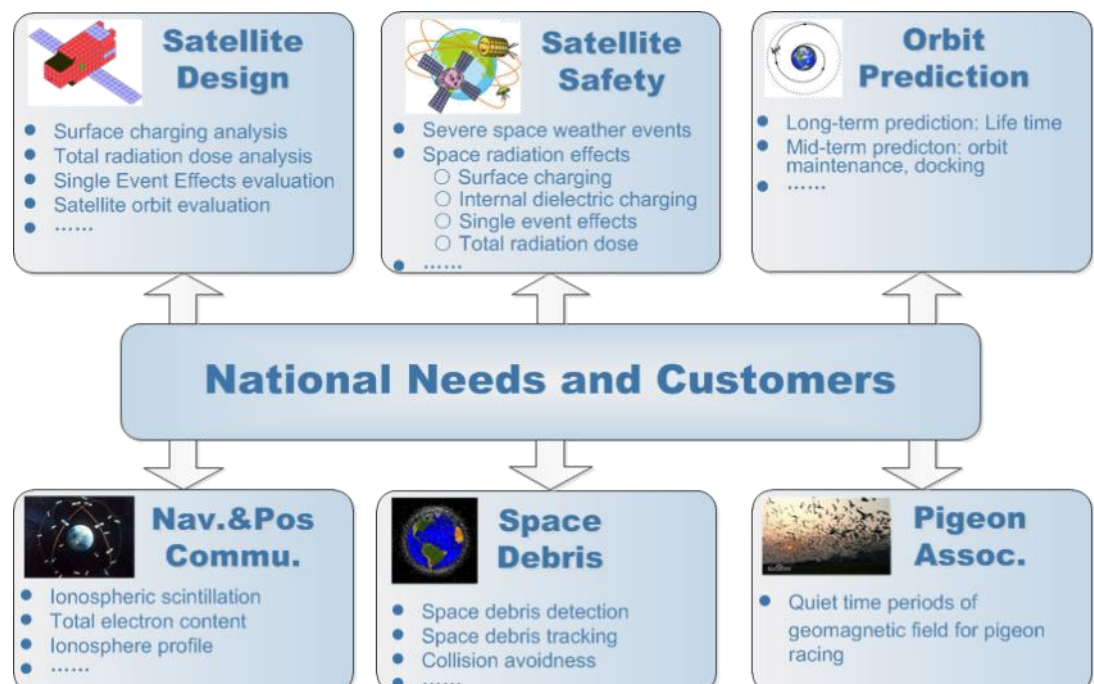 Satellite
Design
● Surface charging analysis
● Total radiation dose analysis
● Single Event Effects evaluation
● Satellite orbit evaluation
● ……
Satellite
Safety
● Severe space weather events
● Space radiation effects
○ Surface charging
○ Internal dielectric charging
○ Single event effects
○ Total radiation dose
● ……
Orbit
Prediction
● Long-term prediction: Life time
● Mid-term predicton: orbit
maintenance, docking
● ……
National Needs and Customers
Nav.&Pos
Commu.
● Ionospheric scintillation
● Total electron content
● Ionosphere profile
● ……
Space
Debris
● Space debris detection
● Space debris tracking
● Collision avoidness
● ……
Pigeon
Assoc.
● Quiet time periods of
geomagnetic field for pigeon
racing